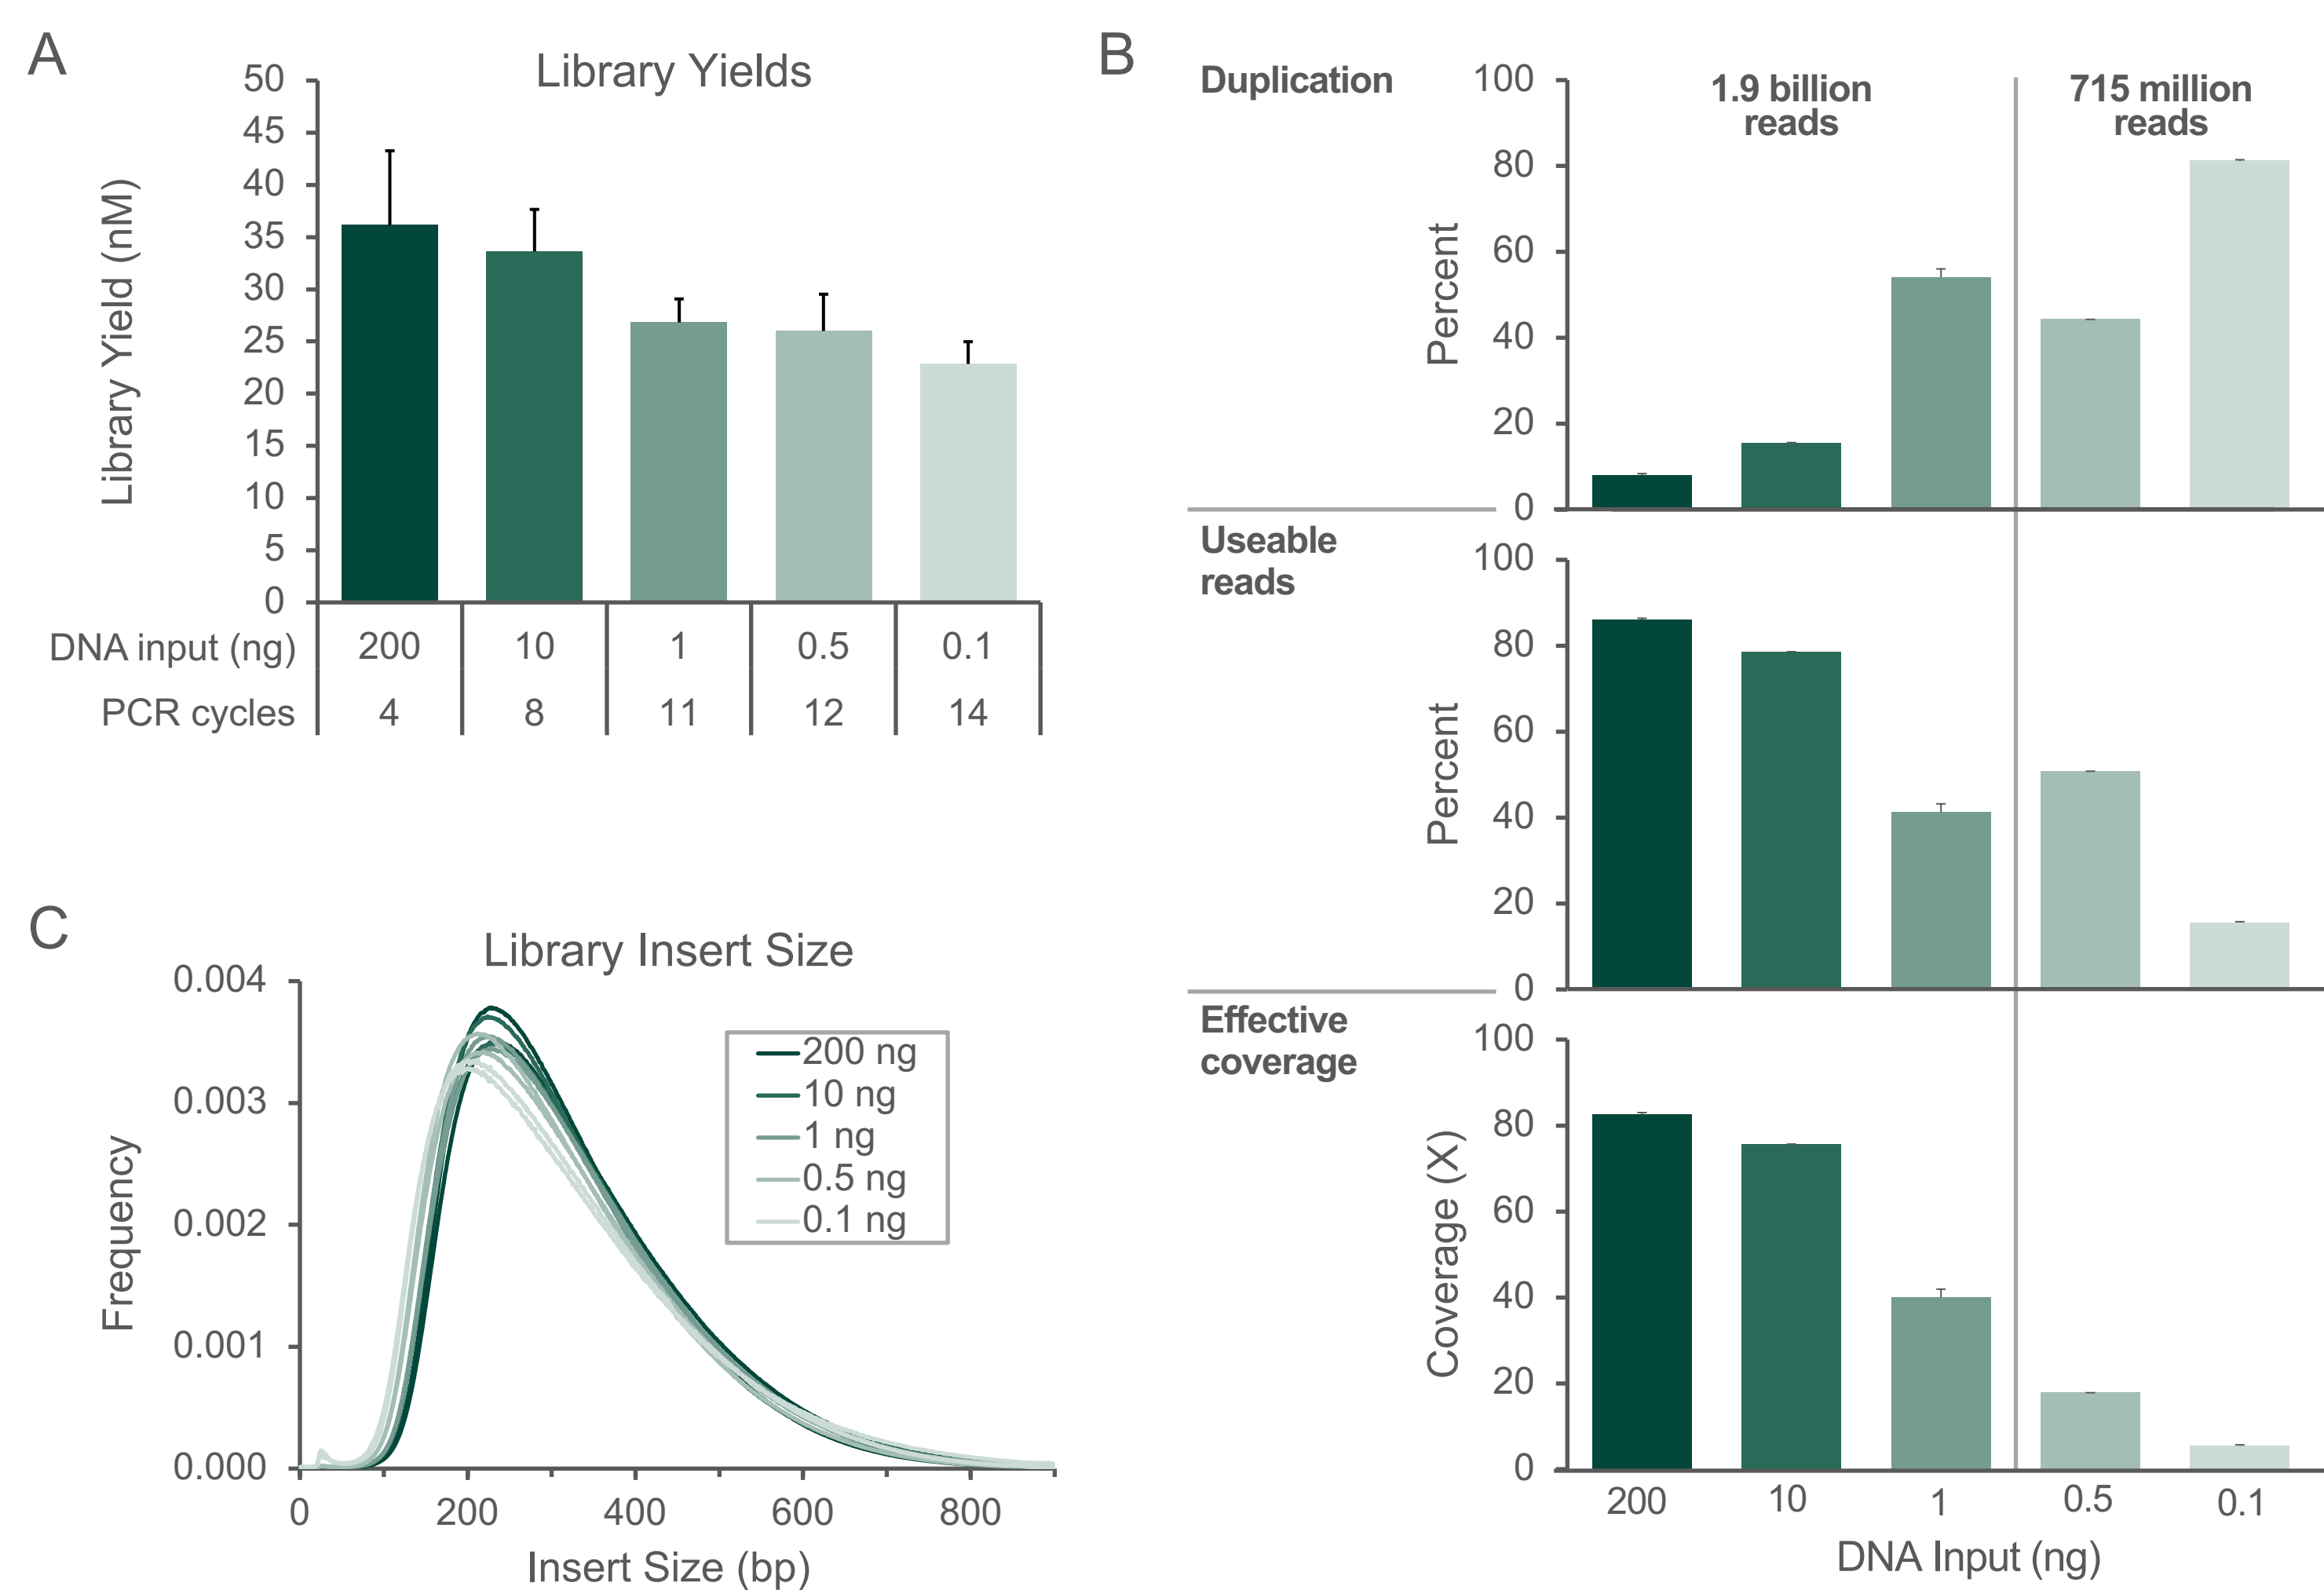 A
Library Yields
Library Yield (nM)
50
45
40
35
30
25
20
15
10
5
0
DNA input (ng) 200 10 1 0.5 0.1
PCR cycles 4 8 11 12 14
B
Duplication
1.9 billion
reads
715 million
reads
Percent
100
80
60
40
20
0
Useable
reads
Percent
100
80
60
40
20
0
Effective
coverage
Coverage (X)
100
80
60
40
20
0
200 10 1 0.5 0.1
DNA Input (ng)
C
Library Insert Size
Frequency
0.004
0.003
0.002
0.001
0.000
200 ng
10 ng
1 ng
0.5 ng
0.1 ng
0 200 400 600 800
Insert Size (bp)